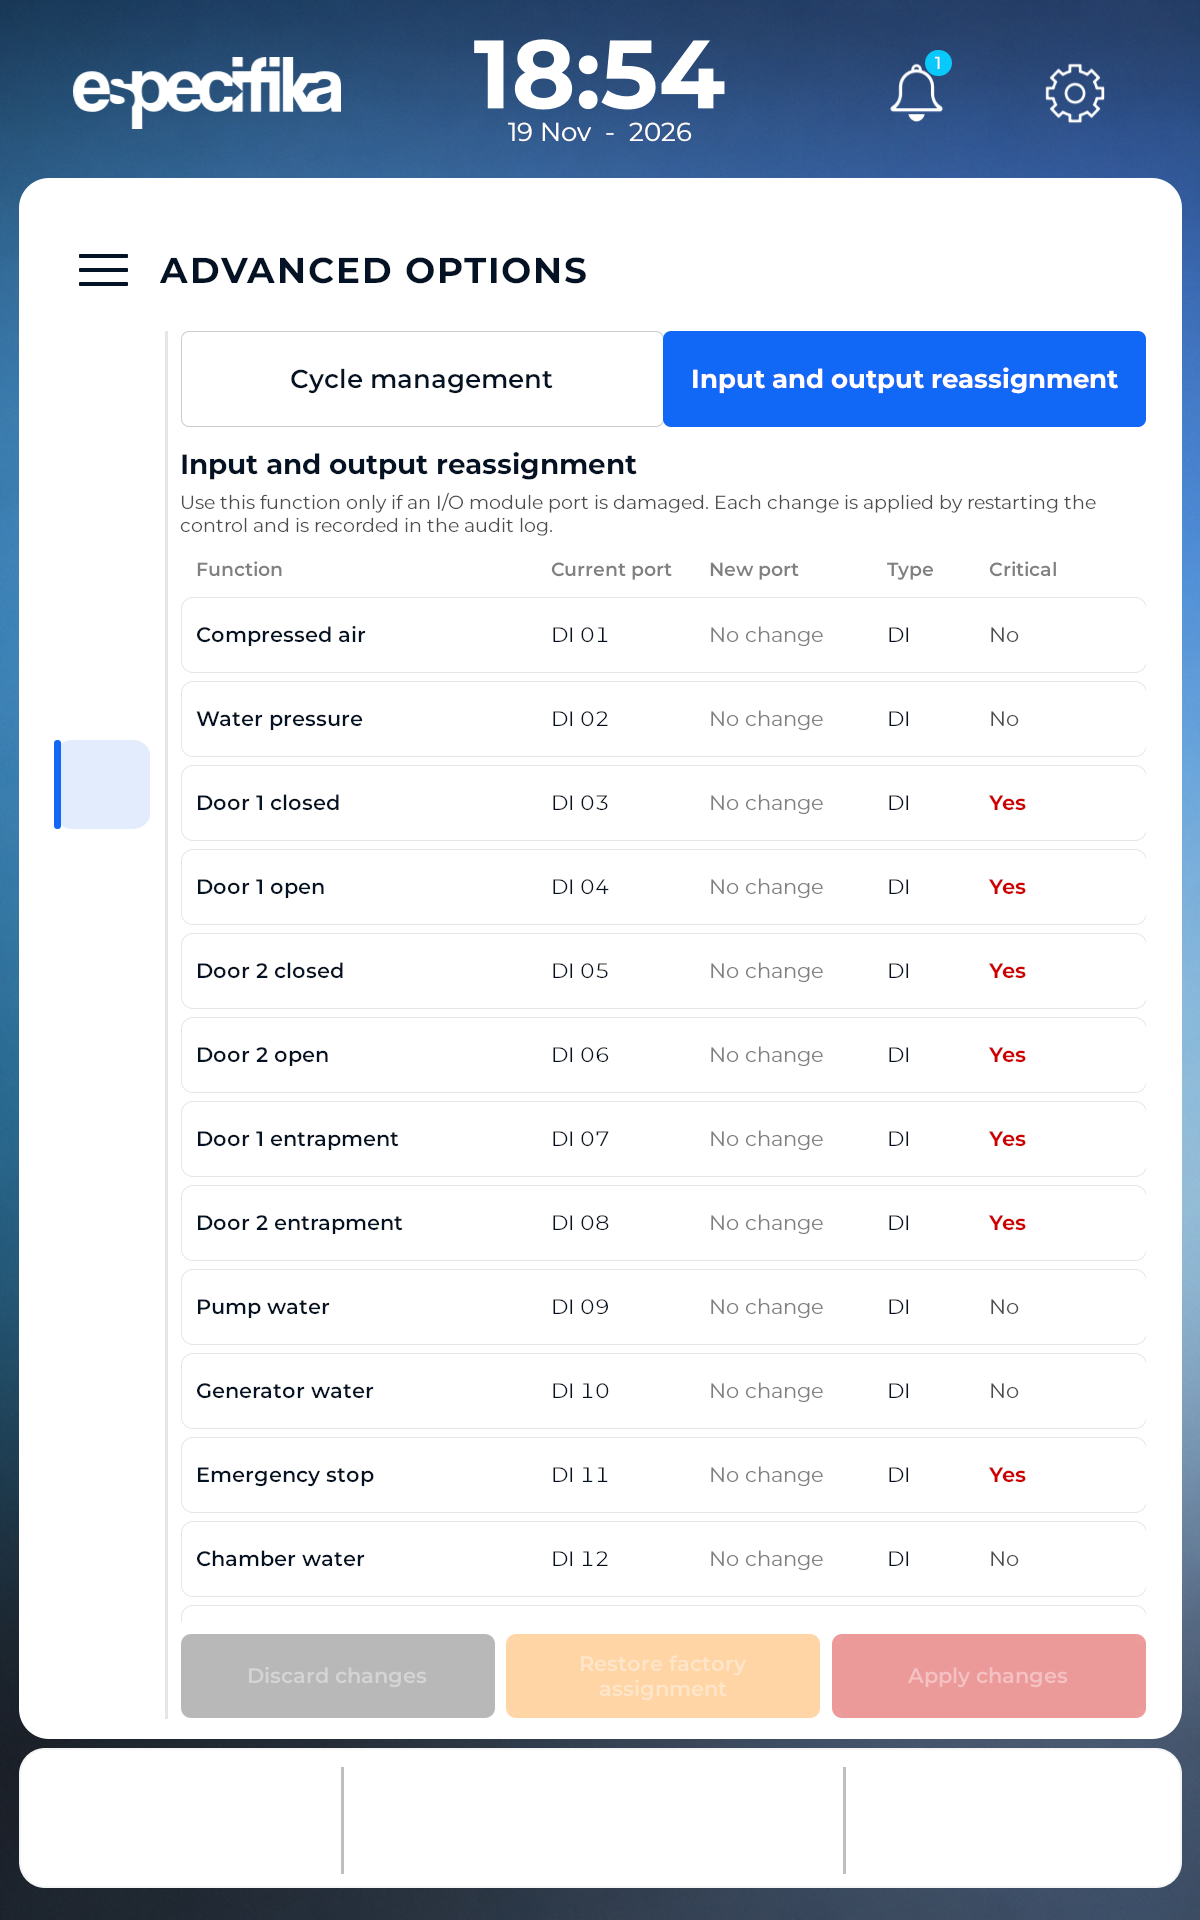 e-specifika
18:54
19 Nov - 2026
1
ADVANCED OPTIONS
Cycle management
Input and output reassignment
Input and output reassignment
Use this function only if an I/O module port is damaged. Each change is applied by restarting the
control and is recorded in the audit log.
Function Current port New port Type Critical
Compressed air DI 01 No change DI No
Water pressure DI 02 No change DI No
Door 1 closed DI 03 No change DI Yes
Door 1 open DI 04 No change DI Yes
Door 2 closed DI 05 No change DI Yes
Door 2 open DI 06 No change DI Yes
Door 1 entrapment DI 07 No change DI Yes
Door 2 entrapment DI 08 No change DI Yes
Pump water DI 09 No change DI No
Generator water DI 10 No change DI No
Emergency stop DI 11 No change DI Yes
Chamber water DI 12 No change DI No
Discard changes
Restore factory
assignment
Apply changes